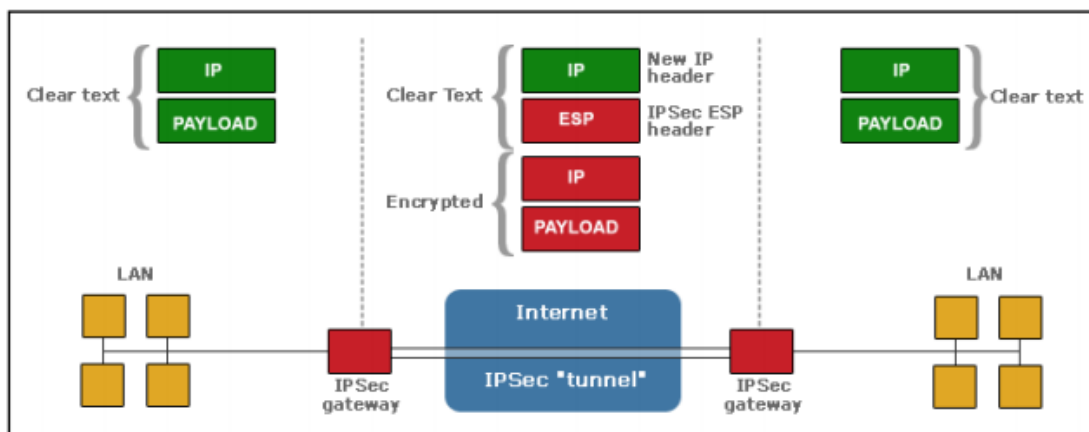 Clear text
IP
PAYLOAD
Clear Text
IP
New IP
header
ESP
IPSec ESP
header
Encrypted
IP
PAYLOAD
IP
PAYLOAD
Clear text
LAN
IPSec
gateway
Internet
IPSec "tunnel"
IPSec
gateway
LAN